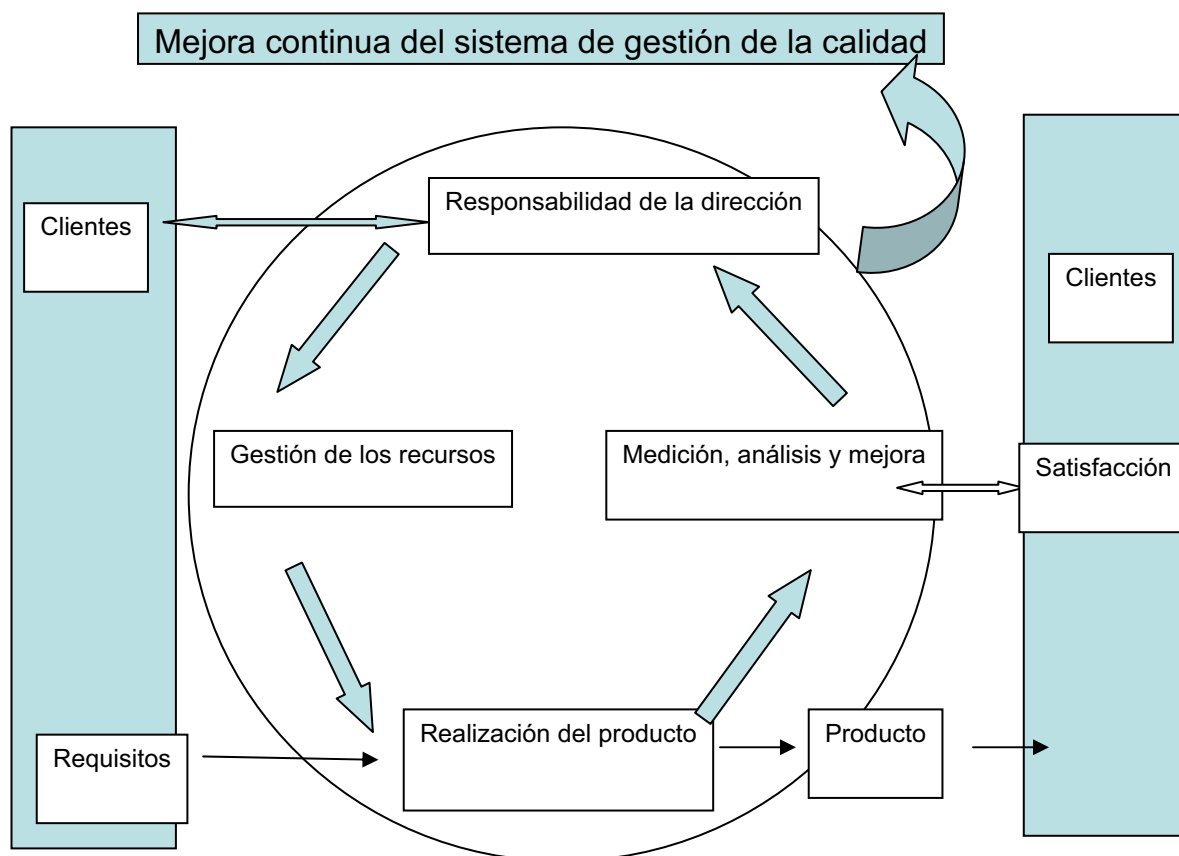 Mejora continua del sistema de gestión de la calidad
Responsabilidad de la dirección
Clientes
Clientes
Gestión de los recursos
Medición, análisis y mejora
Satisfacción
Realización del producto
Producto
Requisitos